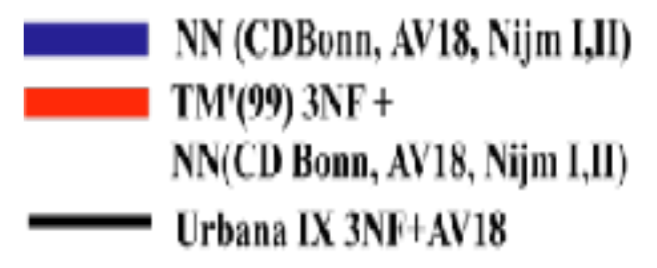 NN (CDBonn, AV18, Nijm I,II)
TM'(99) 3NF +
NN(CD Bonn, AV18, Nijm I,II)
Urbana IX 3NF+AV18